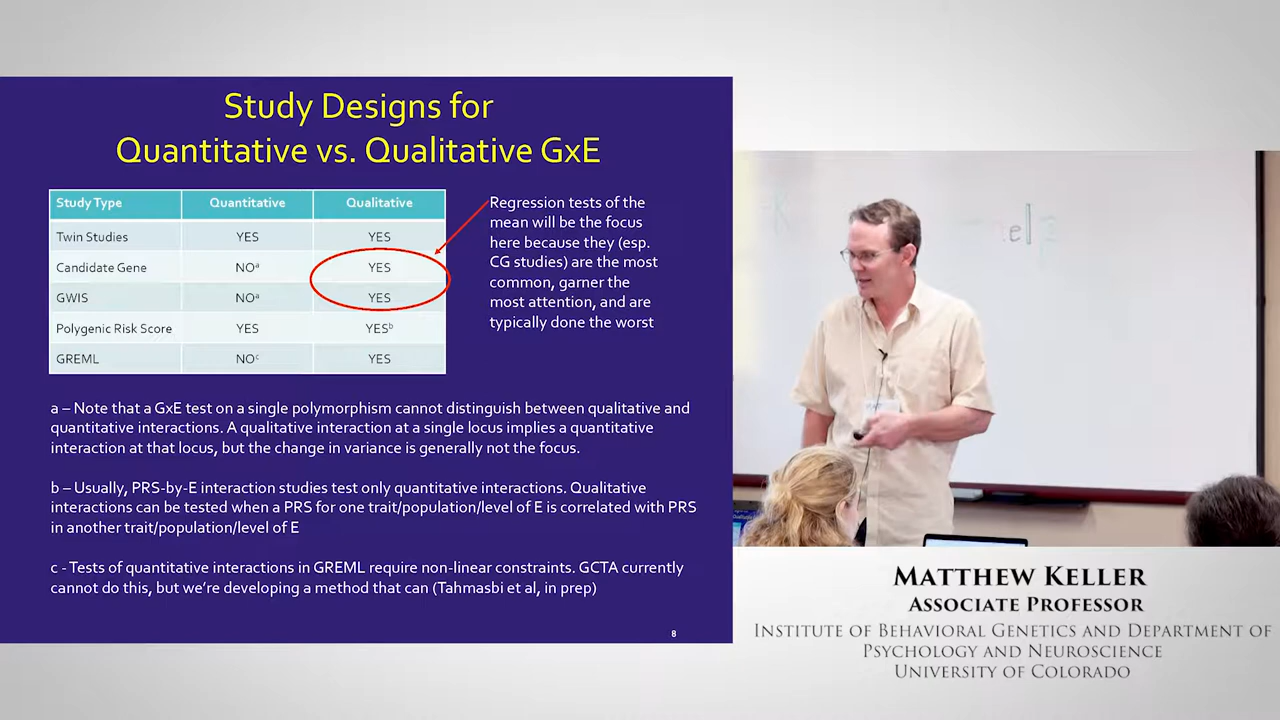 Study Designs for
Quantitative vs. Qualitative GxE
Study Type Quantitative Qualitative
Twin Studies YES YES
Candidate Gene NOᵃ YES
GWIS NOᵃ YES
Polygenic Risk Score YES YESᵇ
GREML NOᶜ YES
Regression tests of the
mean will be the focus
here because they (esp.
CG studies) are the most
common, garner the
most attention, and are
typically done the worst
a – Note that a GxE test on a single polymorphism cannot distinguish between qualitative and
quantitative interactions. A qualitative interaction at a single locus implies a quantitative
interaction at that locus, but the change in variance is generally not the focus.
b – Usually, PRS-by-E interaction studies test only quantitative interactions. Qualitative
interactions can be tested when a PRS for one trait/population/level of E is correlated with PRS
in another trait/population/level of E
c - Tests of quantitative interactions in GREML require non-linear constraints. GCTA currently
cannot do this, but we're developing a method that can (Tahmasbi et al, in prep)
8
MATTHEW KELLER
ASSOCIATE PROFESSOR
INSTITUTE OF BEHAVIORAL GENETICS AND DEPARTMENT OF
PSYCHOLOGY AND NEUROSCIENCE
UNIVERSITY OF COLORADO